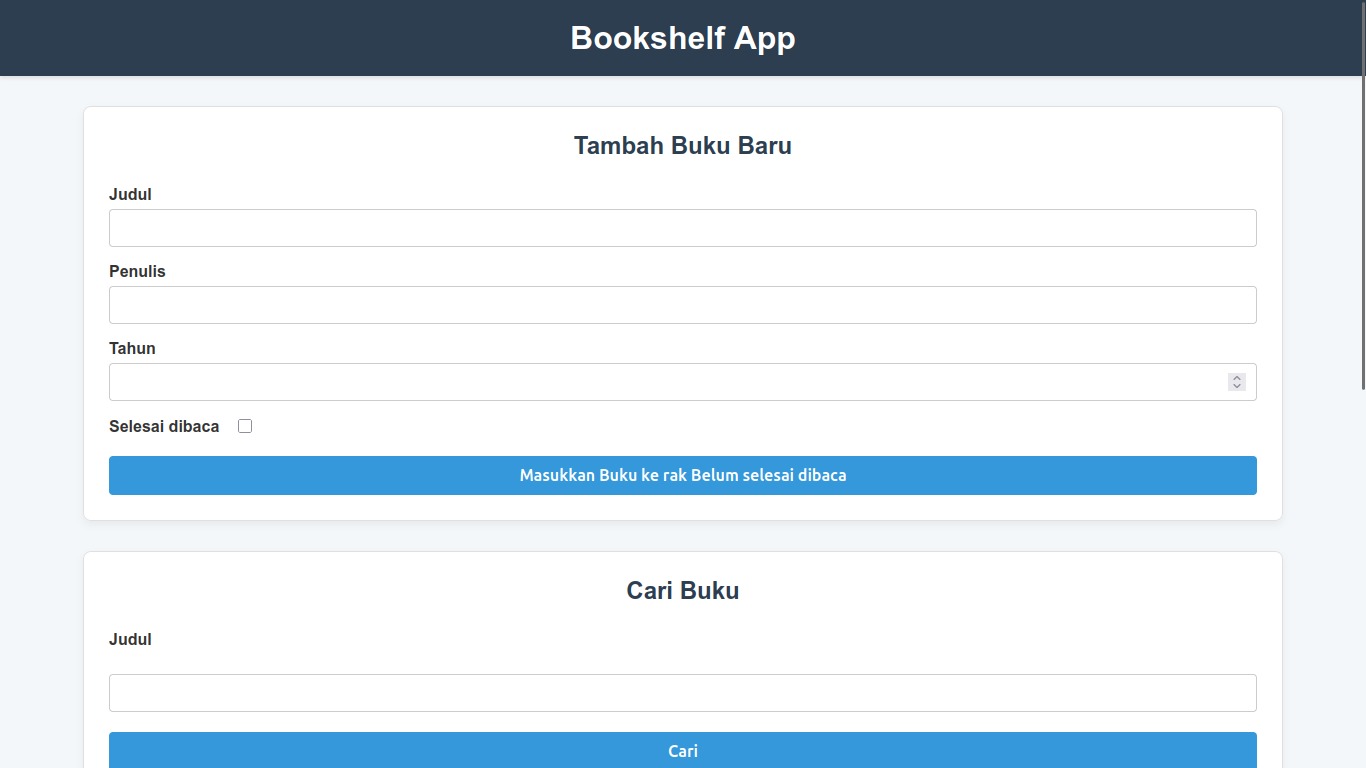 Bookshelf App
Tambah Buku Baru
Judul
Penulis
Tahun
Selesai dibaca
Masukkan Buku ke rak Belum selesai dibaca
Cari Buku
Judul
Cari